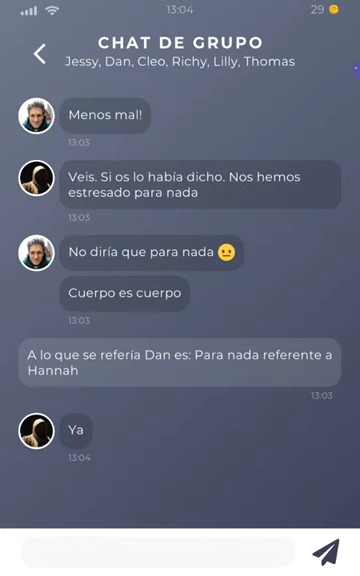 13:04
29
CHAT DE GRUPO
Jessy, Dan, Cleo, Richy, Lilly, Thomas
Menos mal!
13:03
Veis. Si os lo había dicho. Nos hemos
estresado para nada
13:03
No diría que para nada 😐
Cuerpo es cuerpo
13:03
A lo que se refería Dan es: Para nada referente a
Hannah
13:03
Ya
13:04